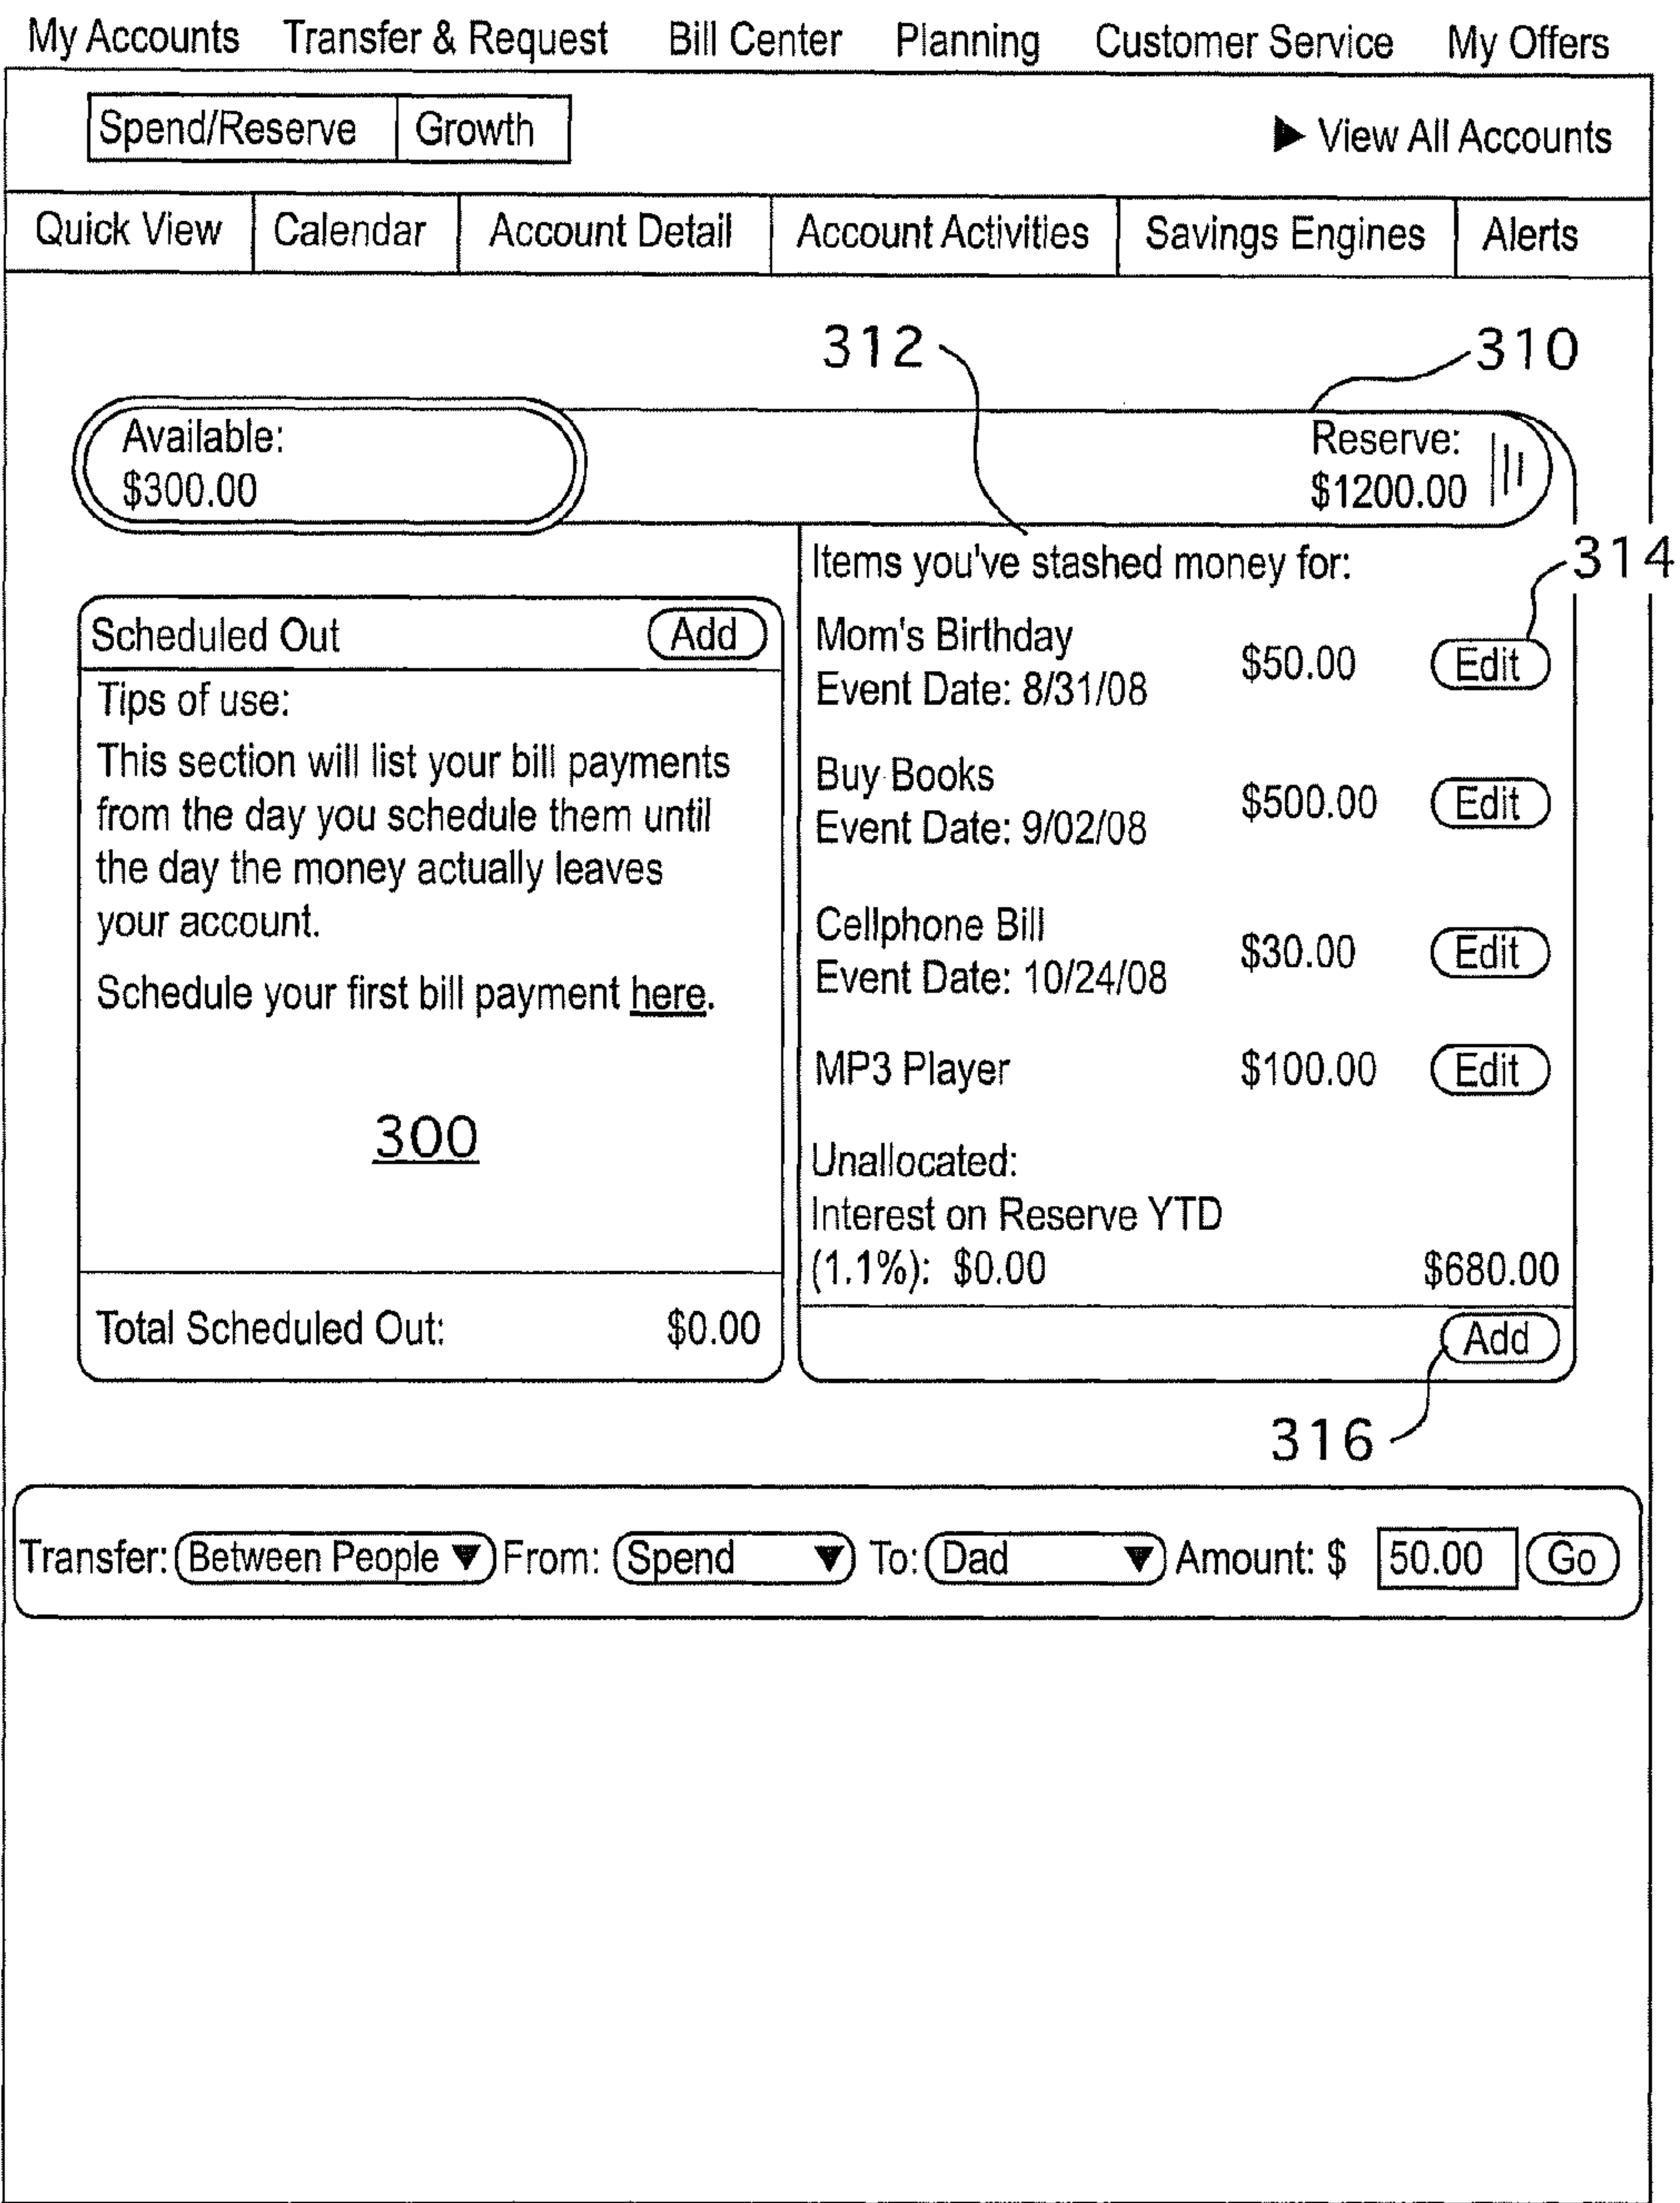 My Accounts Transfer & Request Bill Center Planning Customer Service My Offers
Spend/Reserve Growth ▶ View All Accounts
Quick View Calendar Account Detail Account Activities Savings Engines Alerts
312 310
Available:
$300.00
Reserve:
$1200.00
314
Scheduled Out Add
Tips of use:
This section will list your bill payments
from the day you schedule them until
the day the money actually leaves
your account.
Schedule your first bill payment here.
300
Total Scheduled Out: $0.00
Items you've stashed money for:
Mom's Birthday
Event Date: 8/31/08 $50.00 Edit
Buy Books
Event Date: 9/02/08 $500.00 Edit
Cellphone Bill
Event Date: 10/24/08 $30.00 Edit
MP3 Player $100.00 Edit
Unallocated:
Interest on Reserve YTD
(1.1%): $0.00 $680.00
Add
316
Transfer: Between People ▼ From: Spend ▼ To: Dad ▼ Amount: $ 50.00 Go